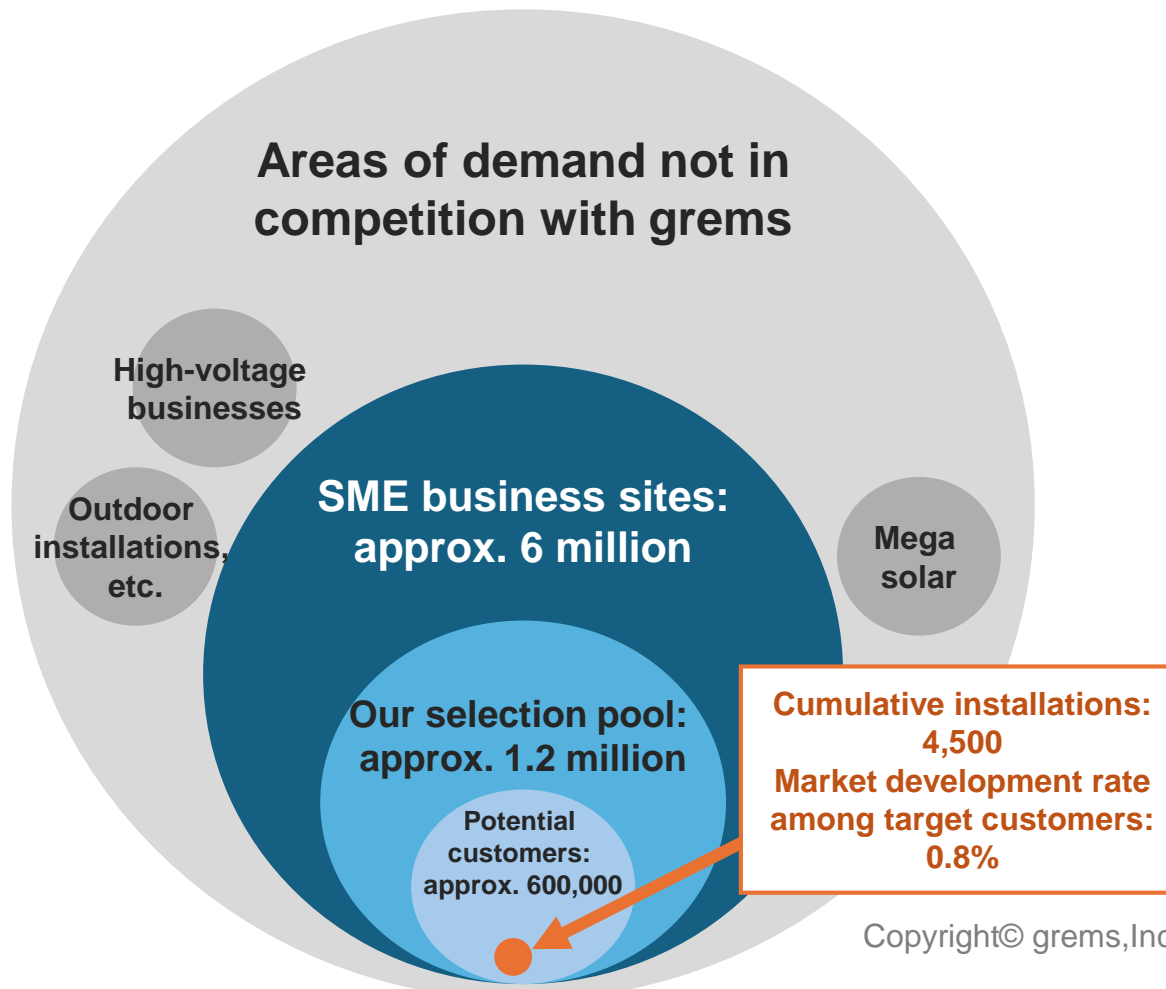 Areas of demand not in
competition with grems
High-voltage
businesses
Outdoor
installations,
etc.
SME business sites:
approx. 6 million
Mega
solar
Our selection pool:
approx. 1.2 million
Potential
customers:
approx. 600,000
Cumulative installations:
4,500
Market development rate
among target customers:
0.8%
Copyright© grems,Inc